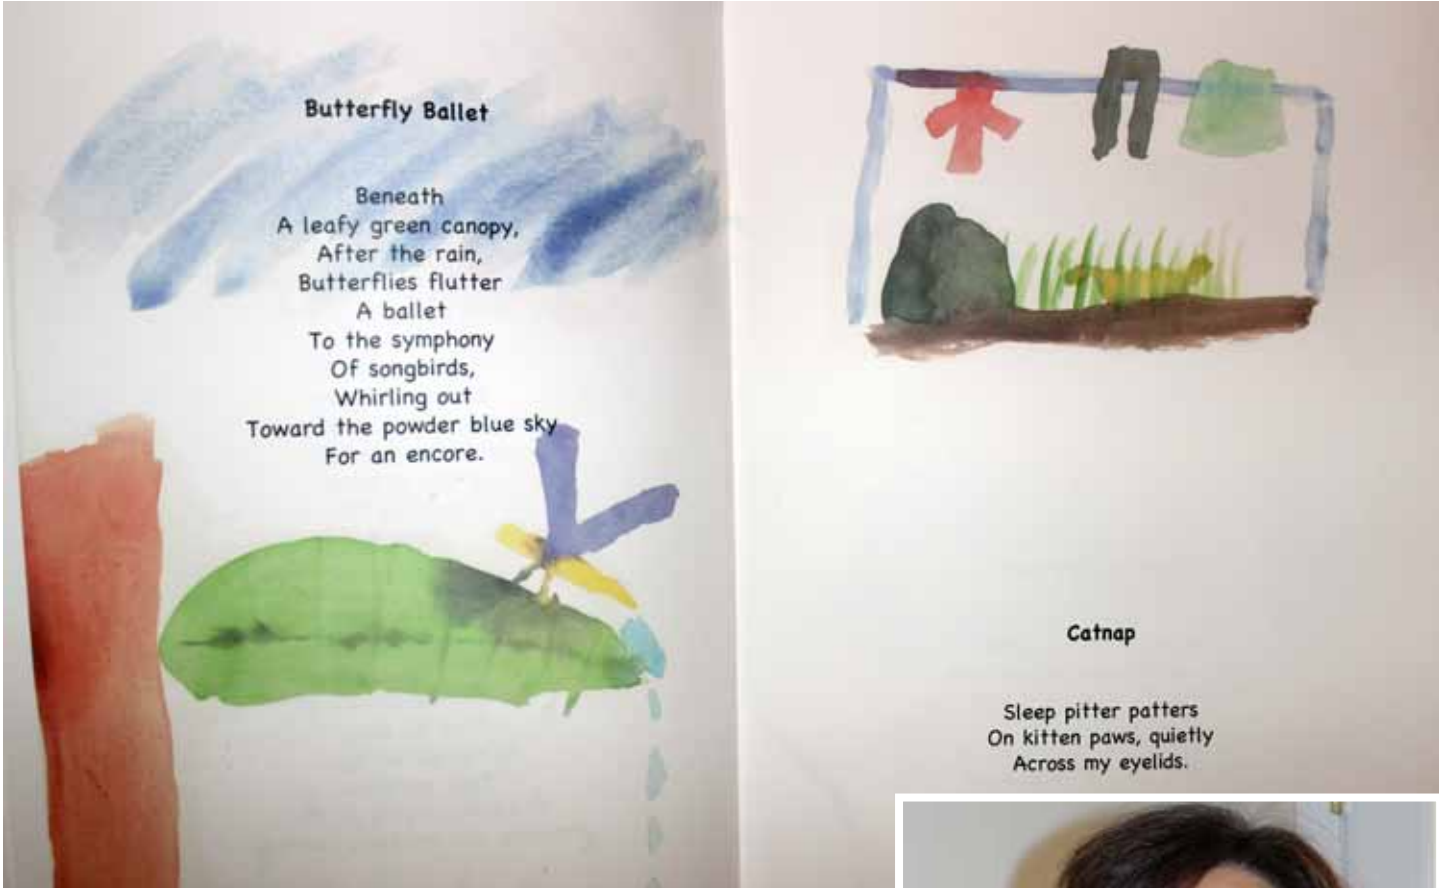 Butterfly Ballet
Beneath
A leafy green canopy,
After the rain,
Butterflies flutter
A ballet
To the symphony
Of songbirds,
Whirling out
Toward the powder blue sky
For an encore.
Catnap
Sleep pitter patters
On kitten paws, quietly
Across my eyelids.